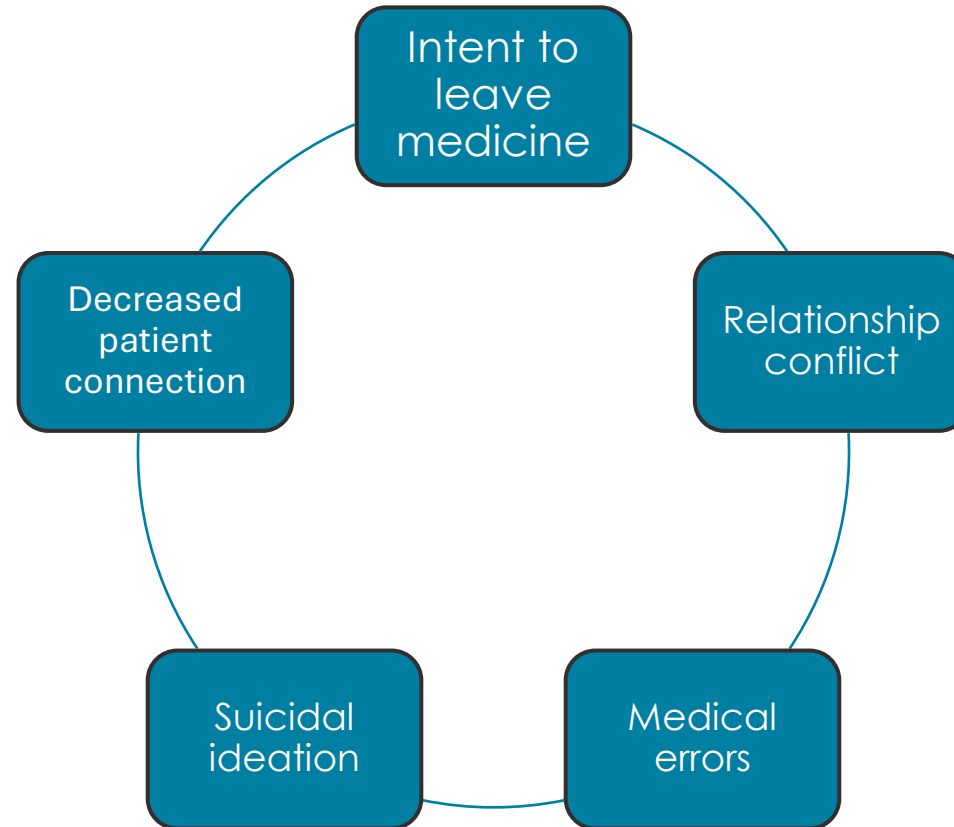 Intent to
leave
medicine
Relationship
conflict
Medical
errors
Suicidal
ideation
Decreased
patient
connection